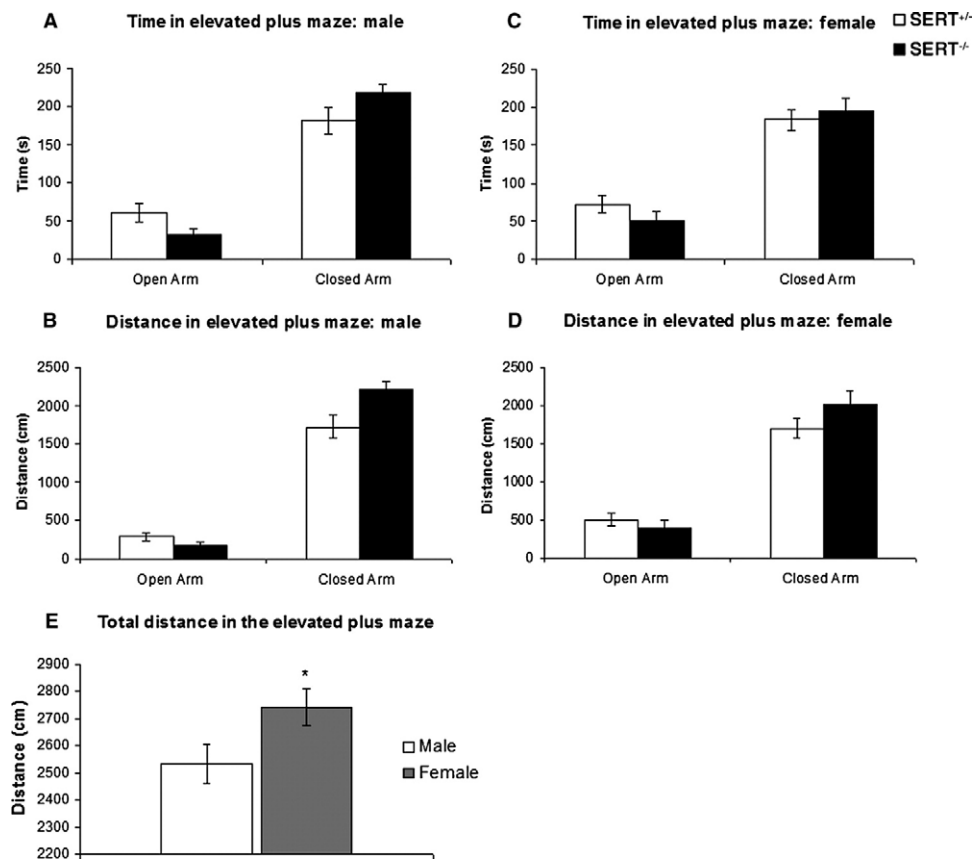 A Time in elevated plus maze: male
250
200
150
100
50
0
Time (s)
Open Arm Closed Arm
C Time in elevated plus maze: female
SERT+/-
SERT-/-
250
200
150
100
50
0
Time (s)
Open Arm Closed Arm
B Distance in elevated plus maze: male
2500
2000
1500
1000
500
0
Distance (cm)
Open Arm Closed Arm
D Distance in elevated plus maze: female
2500
2000
1500
1000
500
0
Distance (cm)
Open Arm Closed Arm
E Total distance in the elevated plus maze
2900
2800
2700
2600
2500
2400
2300
2200
Distance (cm)
*
Male
Female